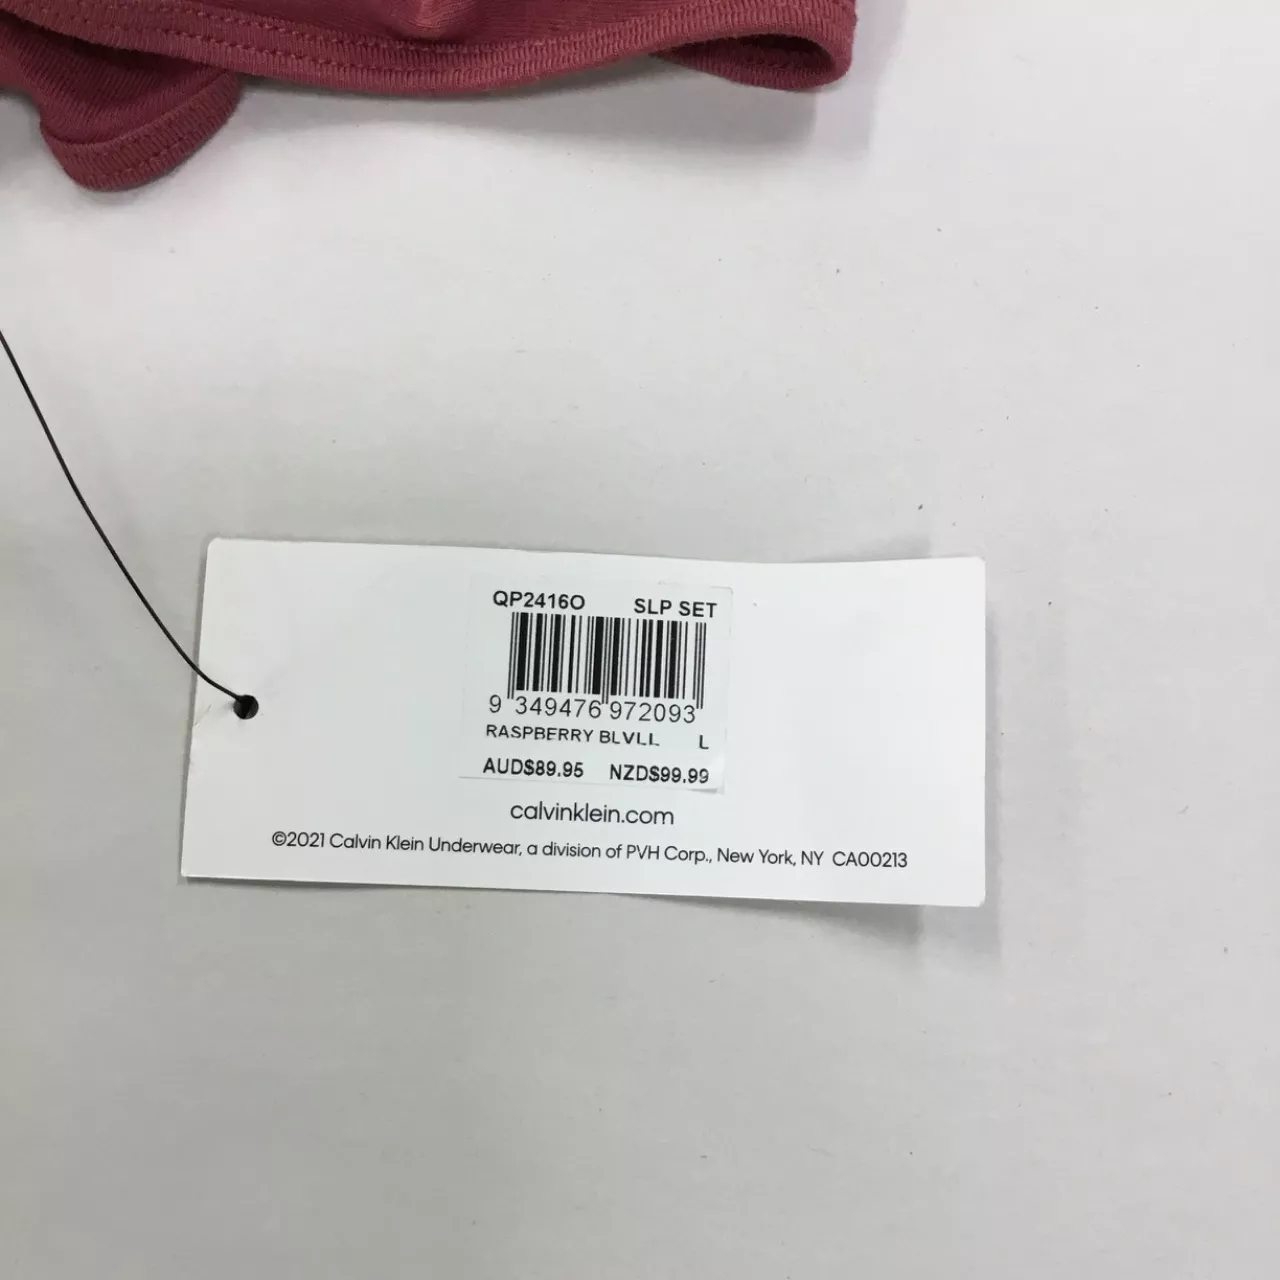 QP2416O SLP SET
9 349476 972093
RASPBERRY BLVLL L
AUD$89.95 NZD$99.99
calvinklein.com
©2021 Calvin Klein Underwear, a division of PVH Corp., New York, NY CA00213